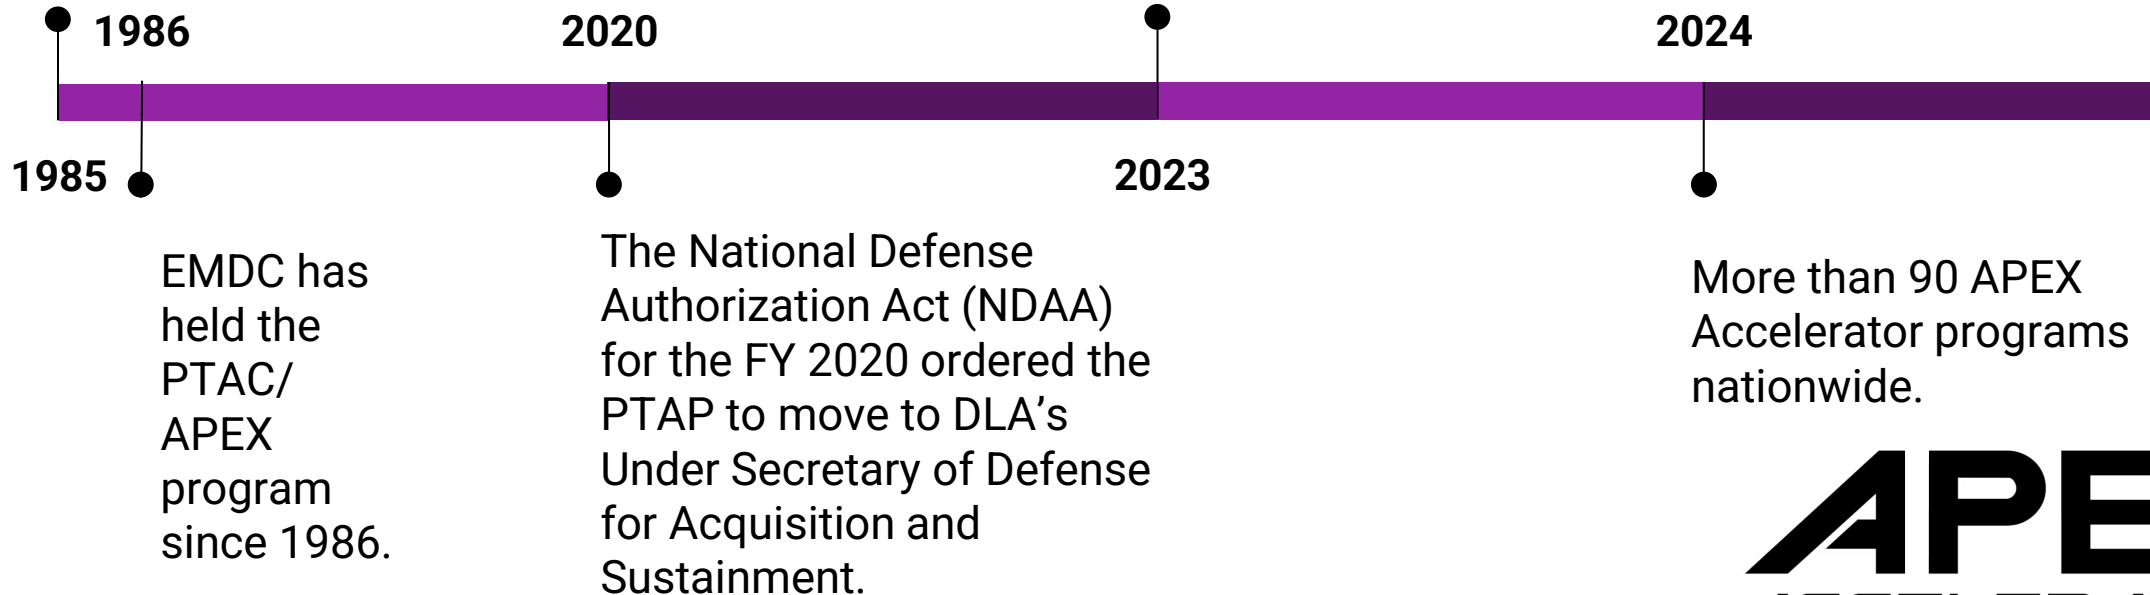 1986
2020
2024
1985
2023
EMDC has
held the
PTAC/
APEX
program
since 1986.
The National Defense
Authorization Act (NDAA)
for the FY 2020 ordered the
PTAP to move to DLA’s
Under Secretary of Defense
for Acquisition and
Sustainment.
More than 90 APEX
Accelerator programs
nationwide.
APE